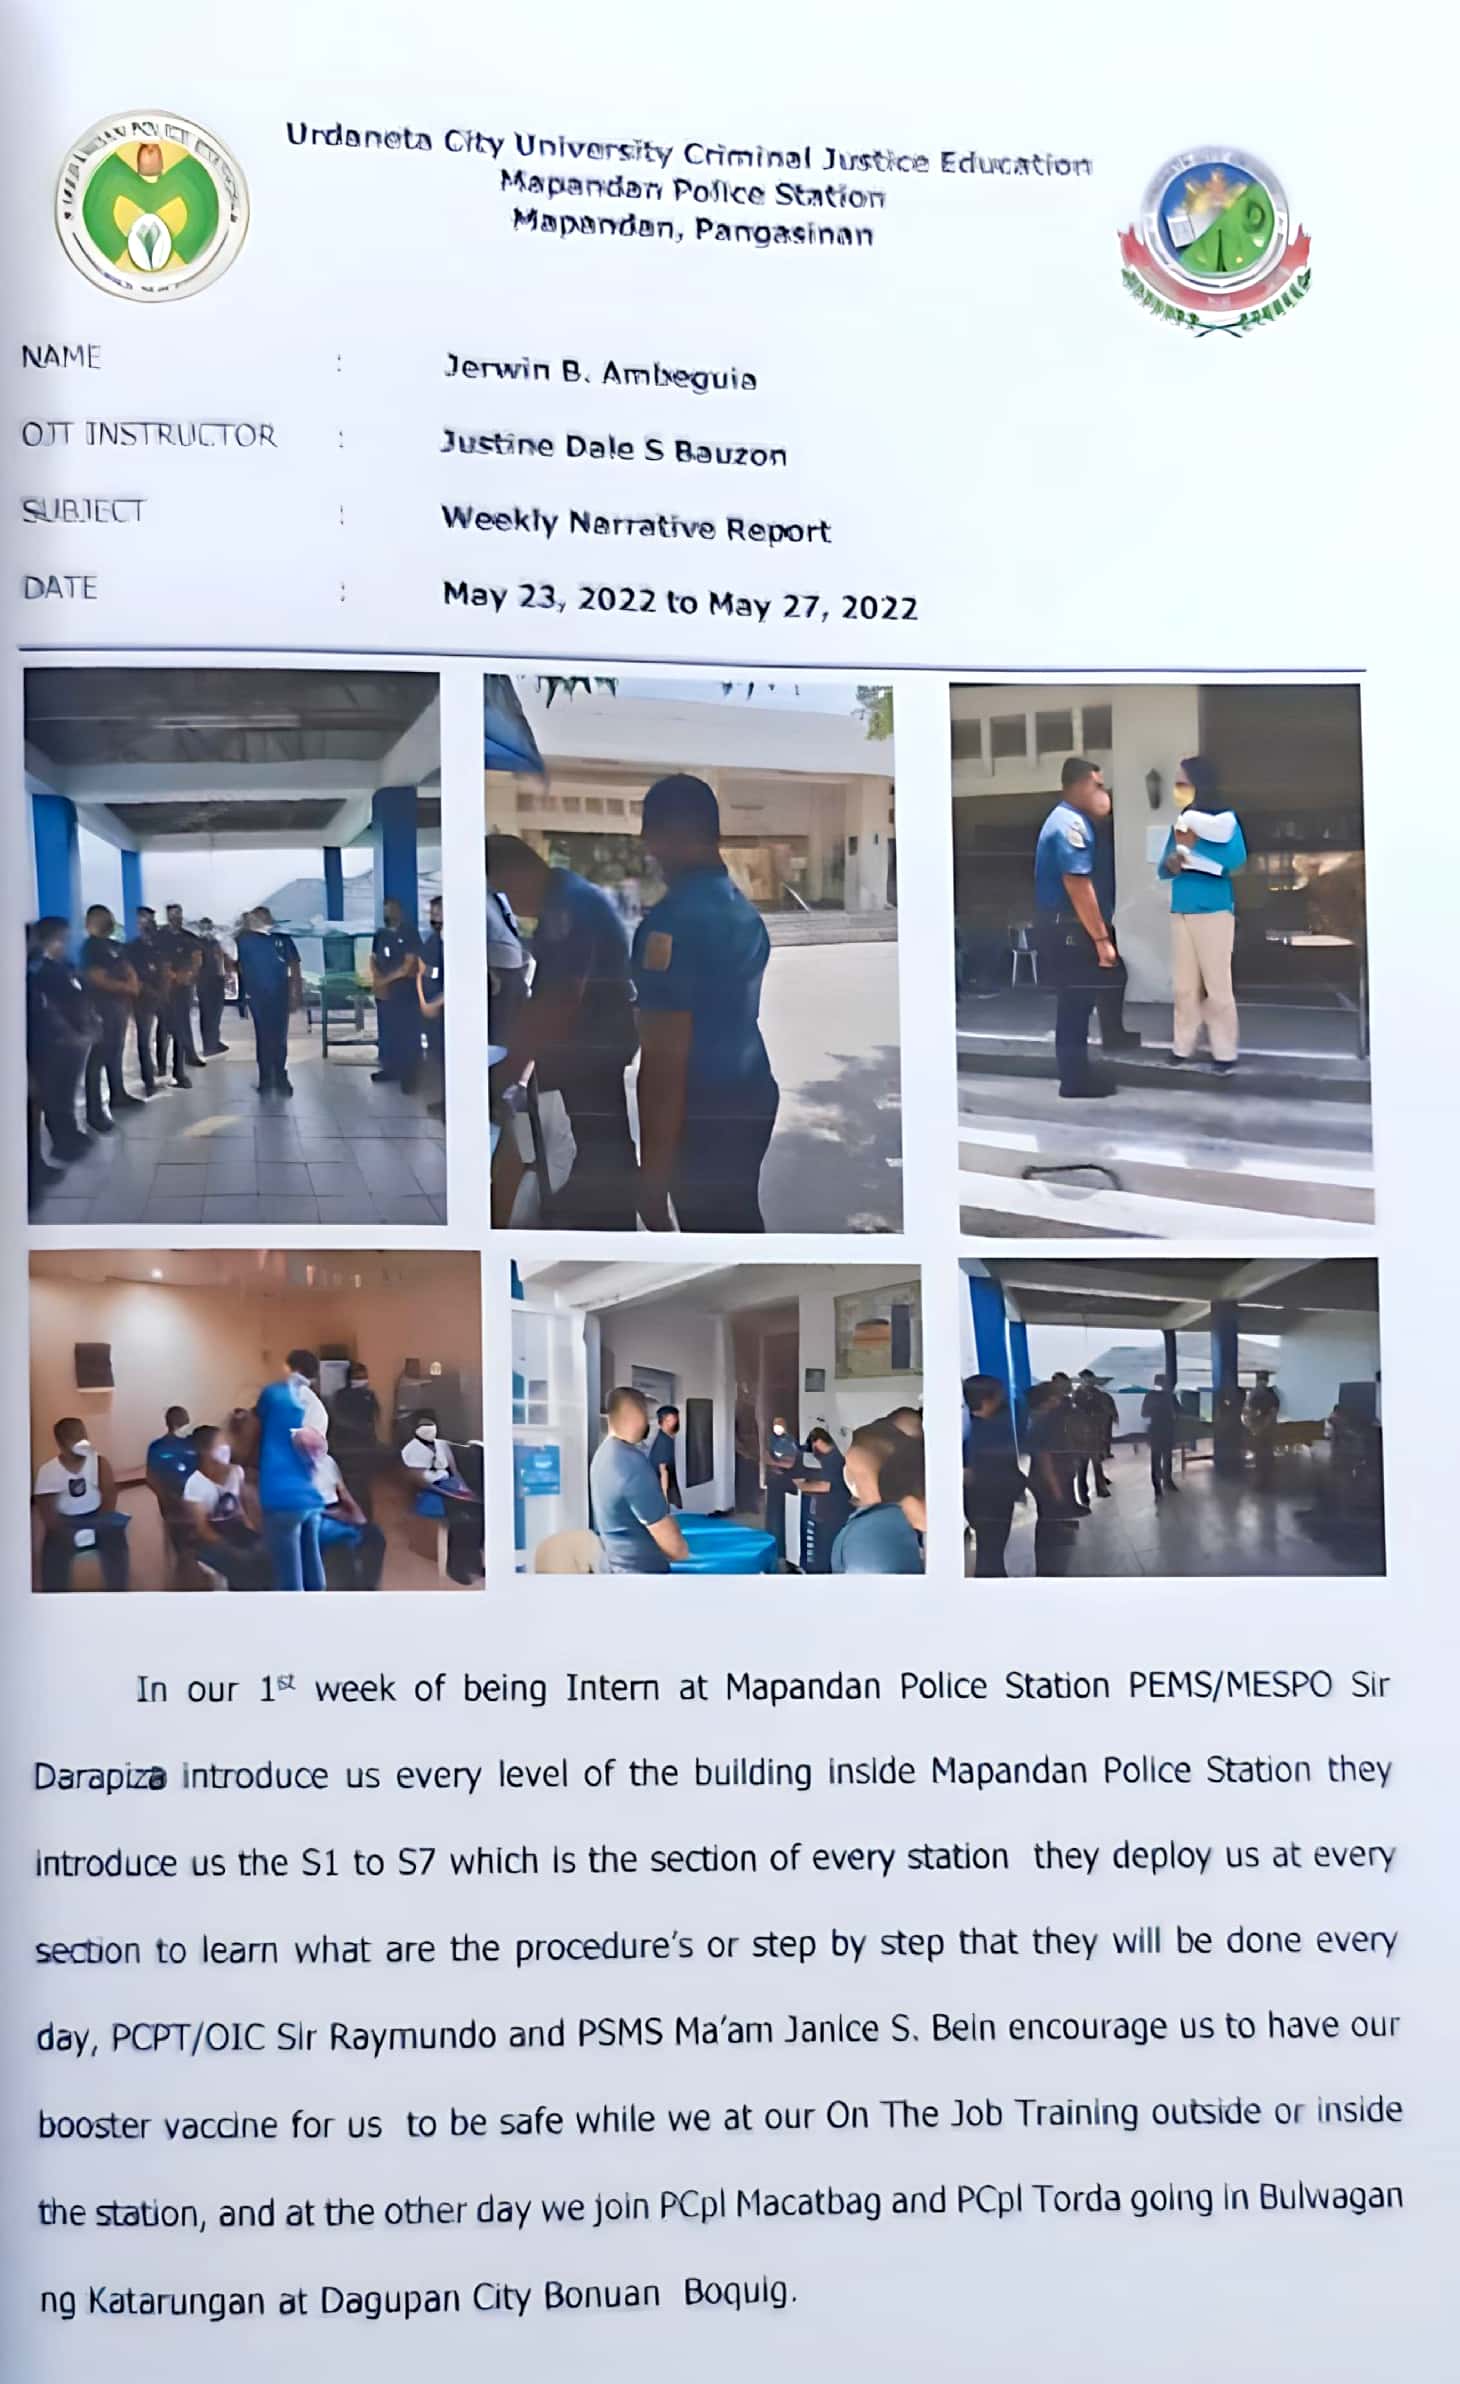 Urdaneta City University Criminal Justice Education
Mapandan Police Station
Mapandan, Pangasinan
NAME : Jerwin B. Ambeguia
OJT INSTRUCTOR : Justine Dale S Bauzon
SUBJECT : Weekly Narrative Report
DATE : May 23, 2022 to May 27, 2022
In our 1st week of being Intern at Mapandan Police Station PEMS/MESPO Sir
Darapiza introduce us every level of the building inside Mapandan Police Station they
introduce us the S1 to S7 which is the section of every station they deploy us at every
section to learn what are the procedure's or step by step that they will be done every
day, PCPT/OIC Sir Raymundo and PSMS Ma'am Janice S. Bein encourage us to have our
booster vaccine for us to be safe while we at our On The Job Training outside or inside
the station, and at the other day we join PCpl Macatbag and PCpl Torda going in Bulwagan
ng Katarungan at Dagupan City Bonuan Boquig.